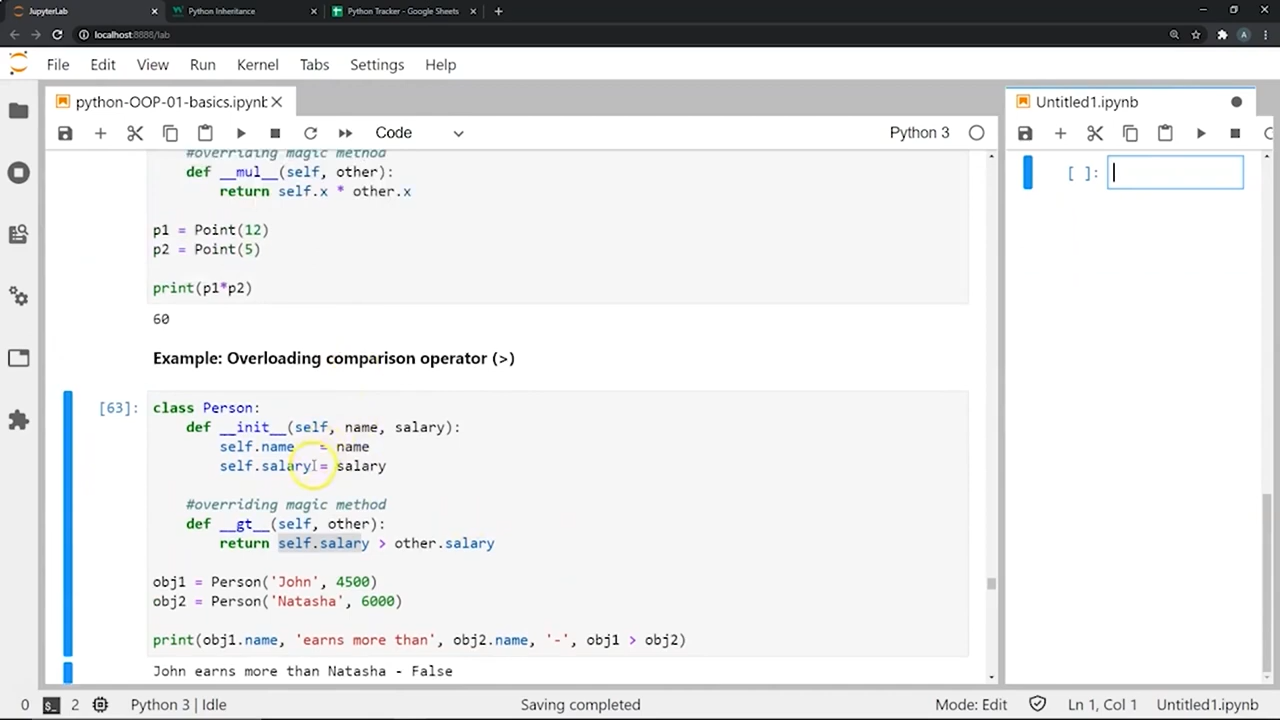 JupyterLab
Python Inheritance
Python Tracker - Google Sheets
localhost:8888/lab
A
File Edit View Run Kernel Tabs Settings Help
python-OOP-01-basics.ipynb
Untitled1.ipynb
Code
Python 3
[ ]:
#overriding magic method
def __mul__(self, other):
return self.x * other.x
p1 = Point(12)
p2 = Point(5)
print(p1*p2)
60
Example: Overloading comparison operator (>)
[63]:
class Person:
def __init__(self, name, salary):
self.name = name
self.salary = salary
#overriding magic method
def __gt__(self, other):
return self.salary > other.salary
obj1 = Person('John', 4500)
obj2 = Person('Natasha', 6000)
print(obj1.name, 'earns more than', obj2.name, '-', obj1 > obj2)
John earns more than Natasha - False
0 2 Python 3 | Idle Saving completed Mode: Edit Ln 1, Col 1 Untitled1.ipynb